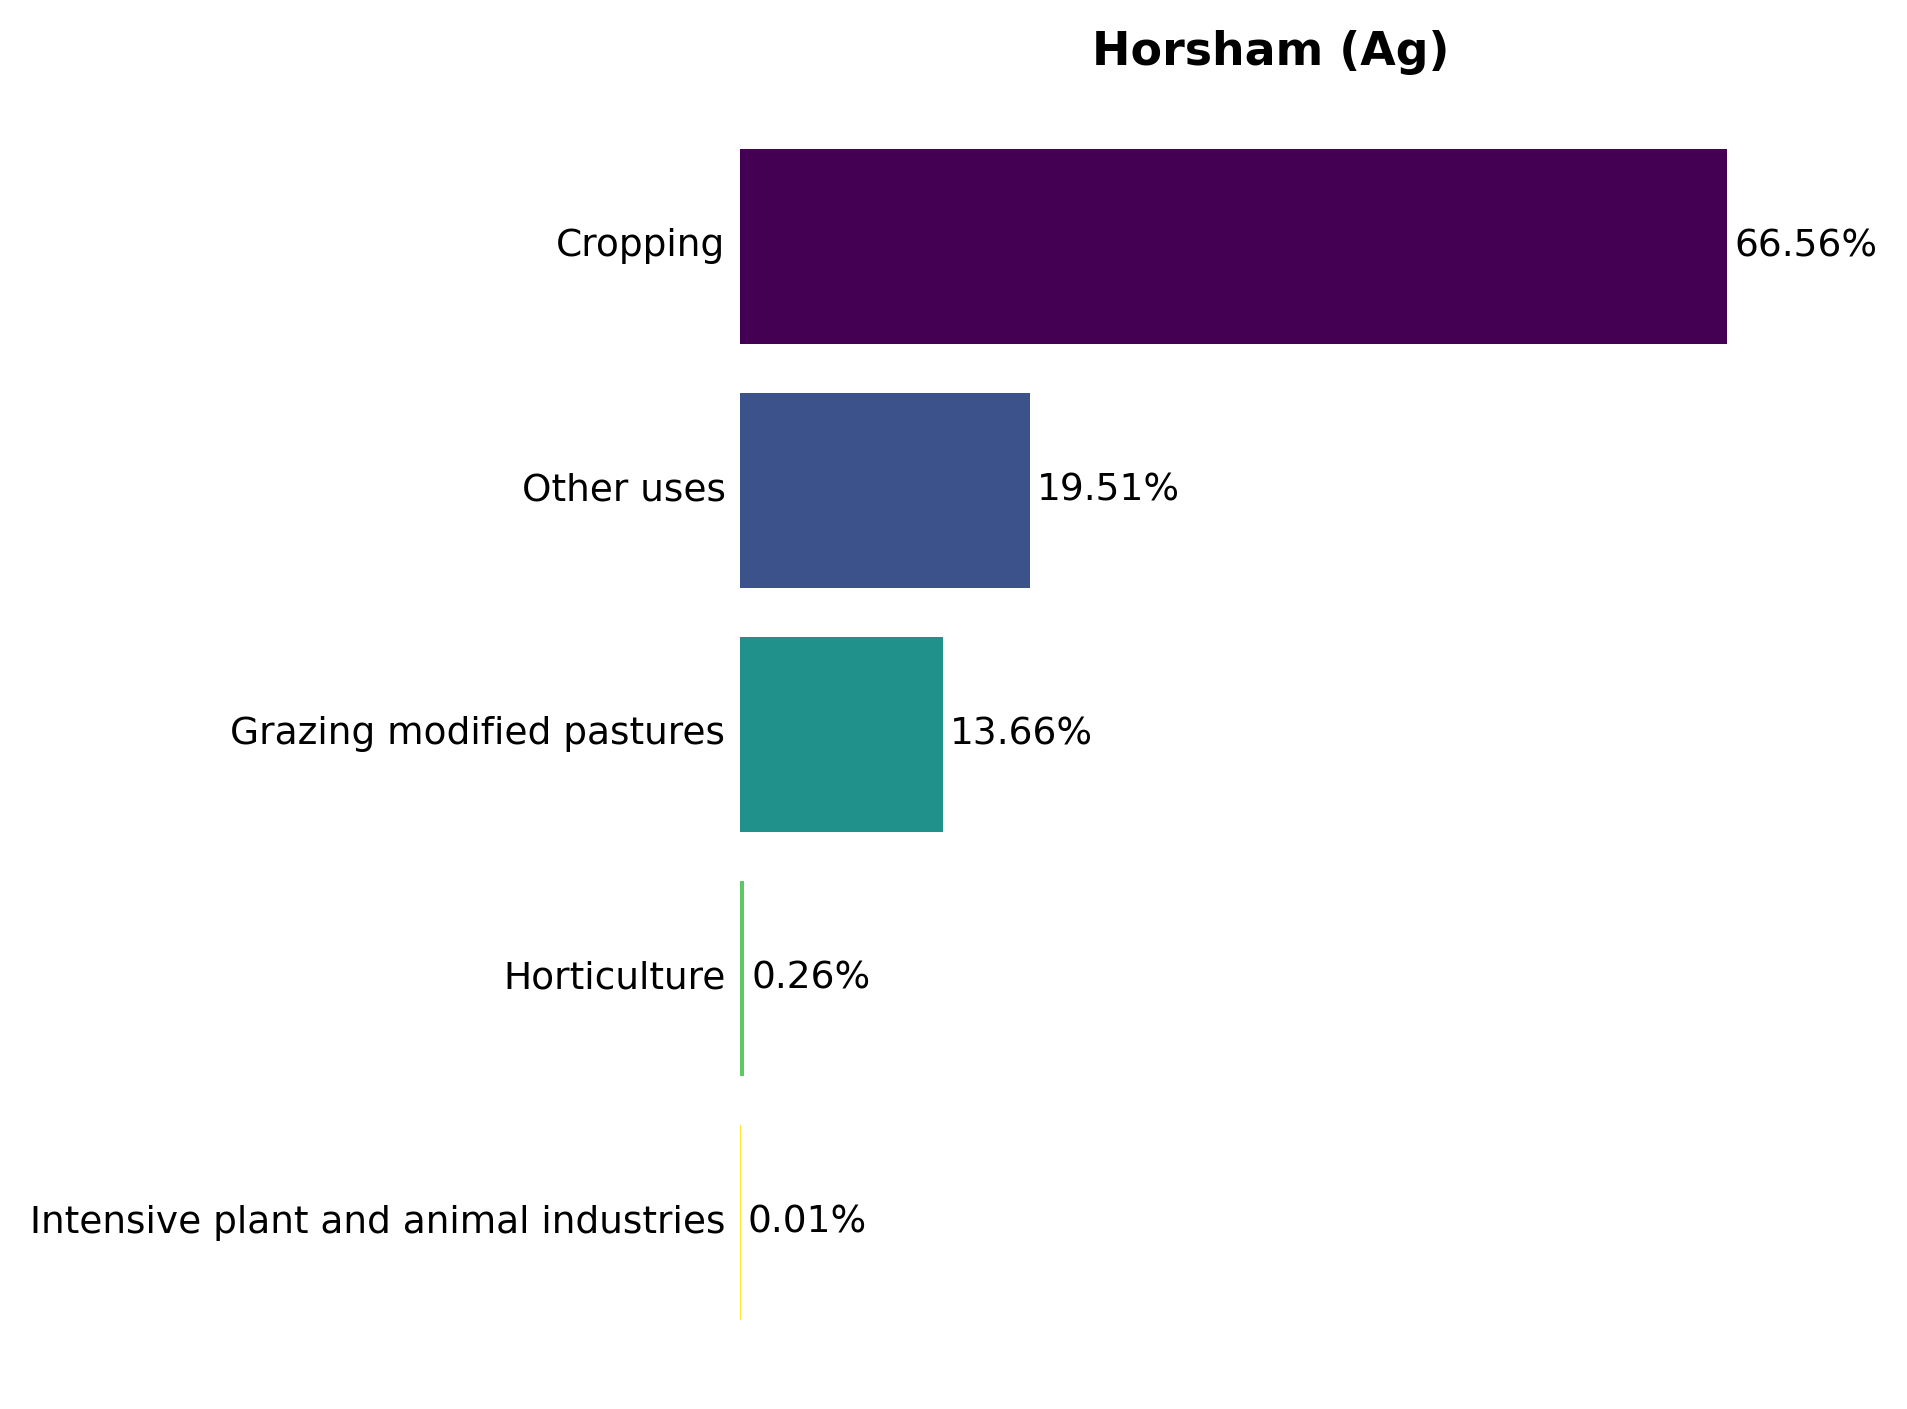 Horsham (Ag)
Cropping 66.56%
Other uses 19.51%
Grazing modified pastures 13.66%
Horticulture 0.26%
Intensive plant and animal industries 0.01%